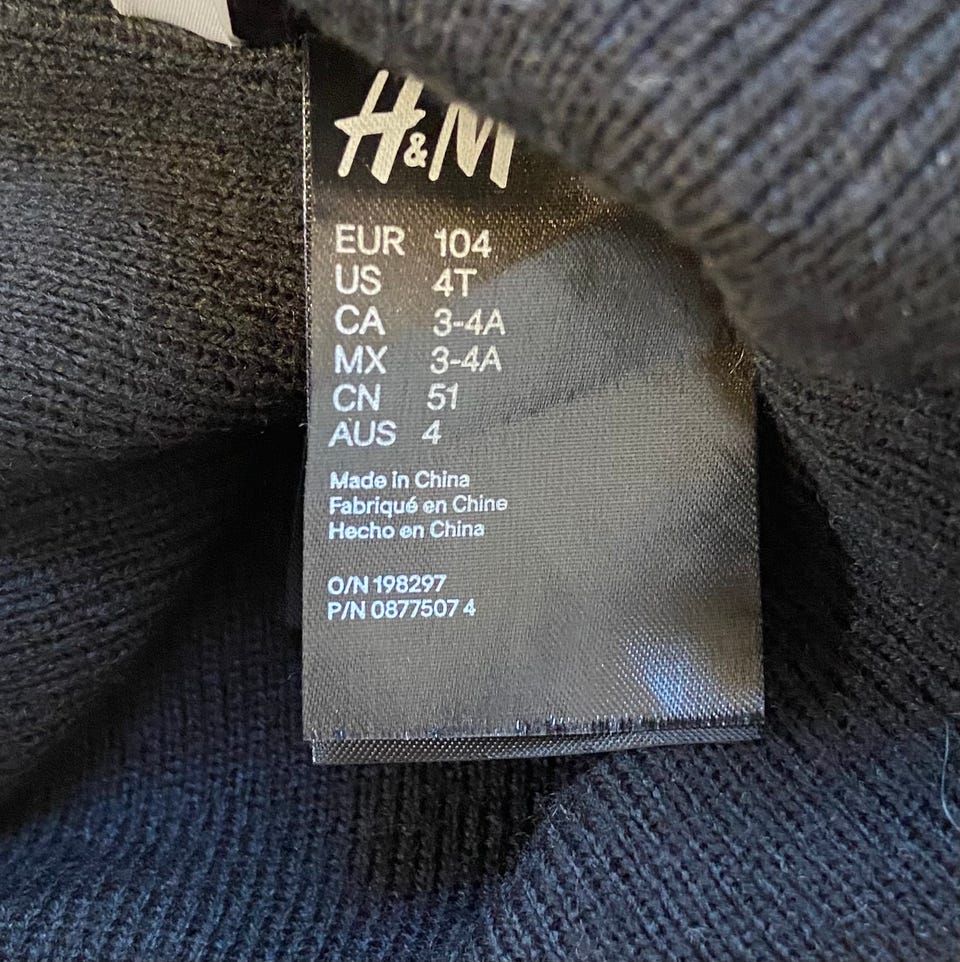 H&M
EUR 104
US 4T
CA 3-4A
MX 3-4A
CN 51
AUS 4
Made in China
Fabriqué en Chine
Hecho en China
O/N 198297
P/N 0877507 4